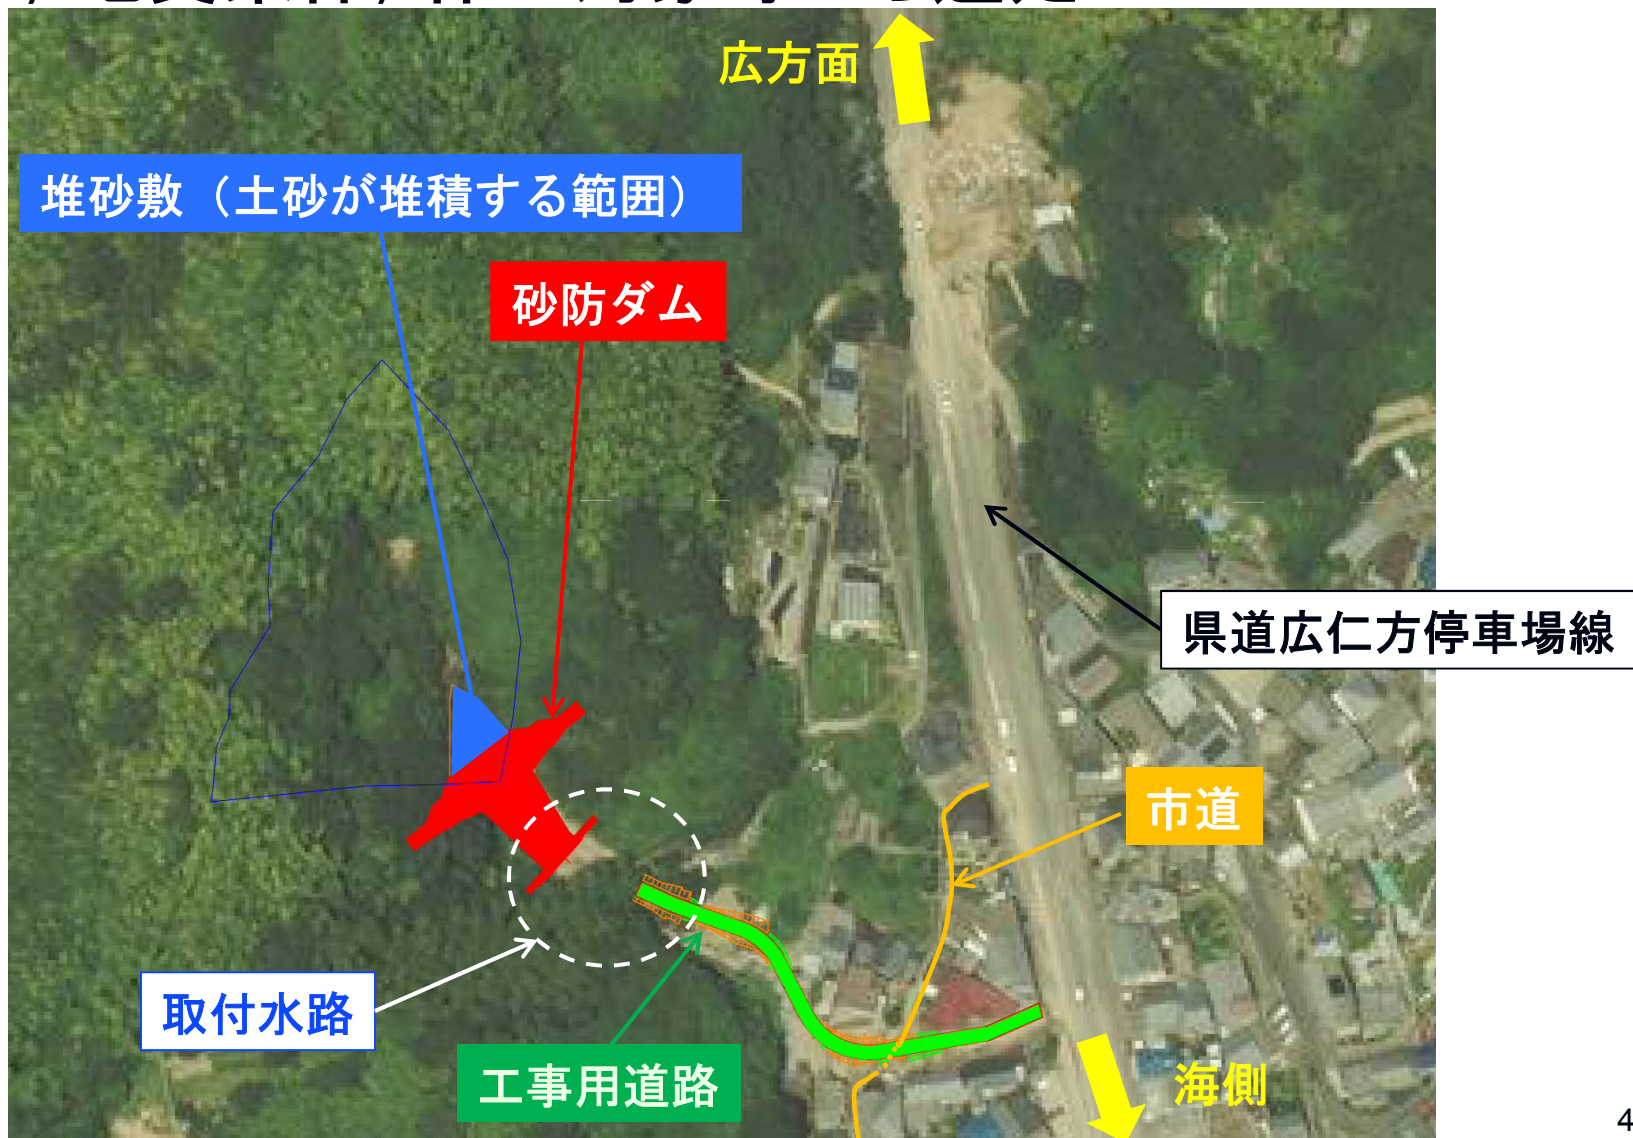 広方面
堆砂敷（土砂が堆積する範囲）
砂防ダム
県道広仁方停車場線
市道
取付水路
工事用道路
海側
4